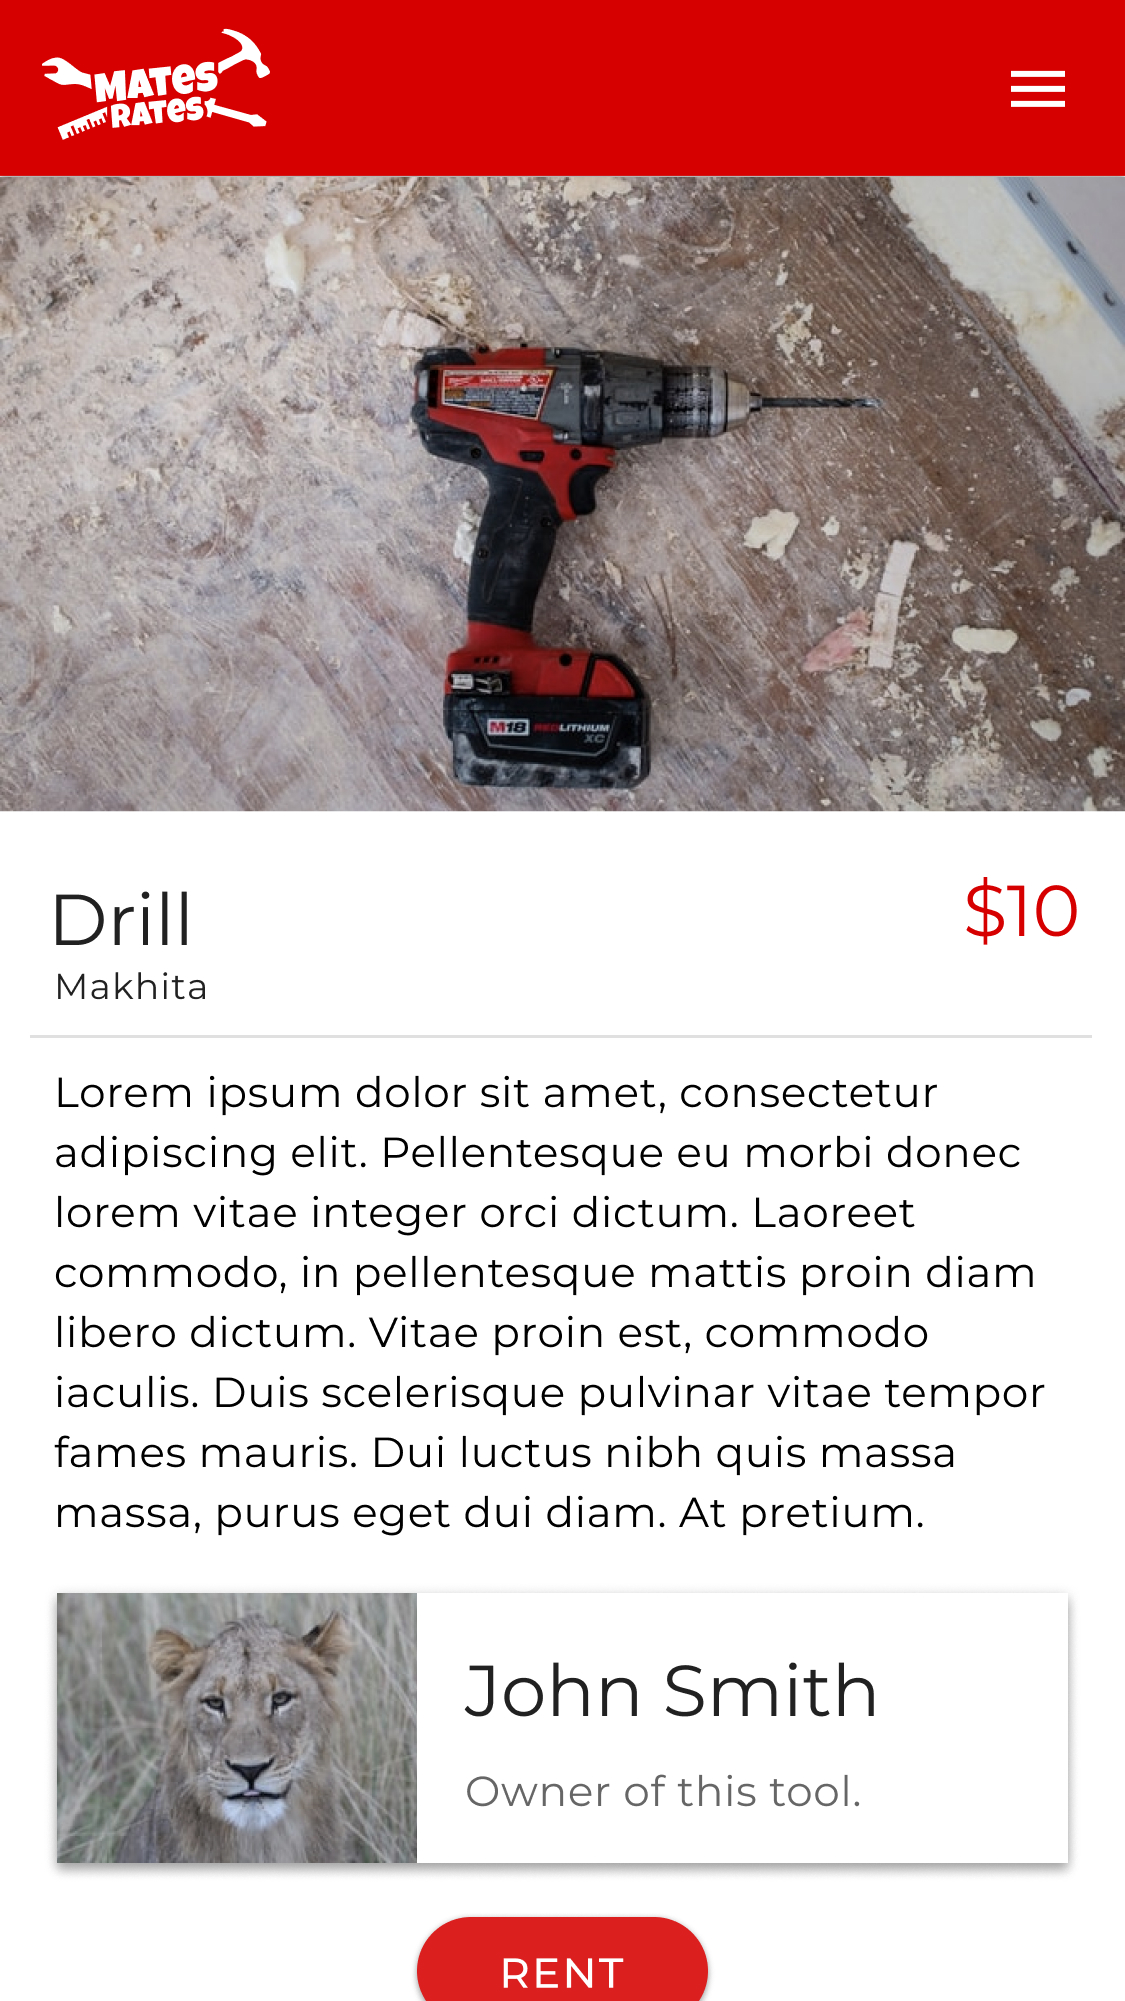 MATES
RATES
M18 REDLITHIUM
XC
Drill
$10
Makhita
Lorem ipsum dolor sit amet, consectetur
adipiscing elit. Pellentesque eu morbi donec
lorem vitae integer orci dictum. Laoreet
commodo, in pellentesque mattis proin diam
libero dictum. Vitae proin est, commodo
iaculis. Duis scelerisque pulvinar vitae tempor
fames mauris. Dui luctus nibh quis massa
massa, purus eget dui diam. At pretium.
John Smith
Owner of this tool.
RENT